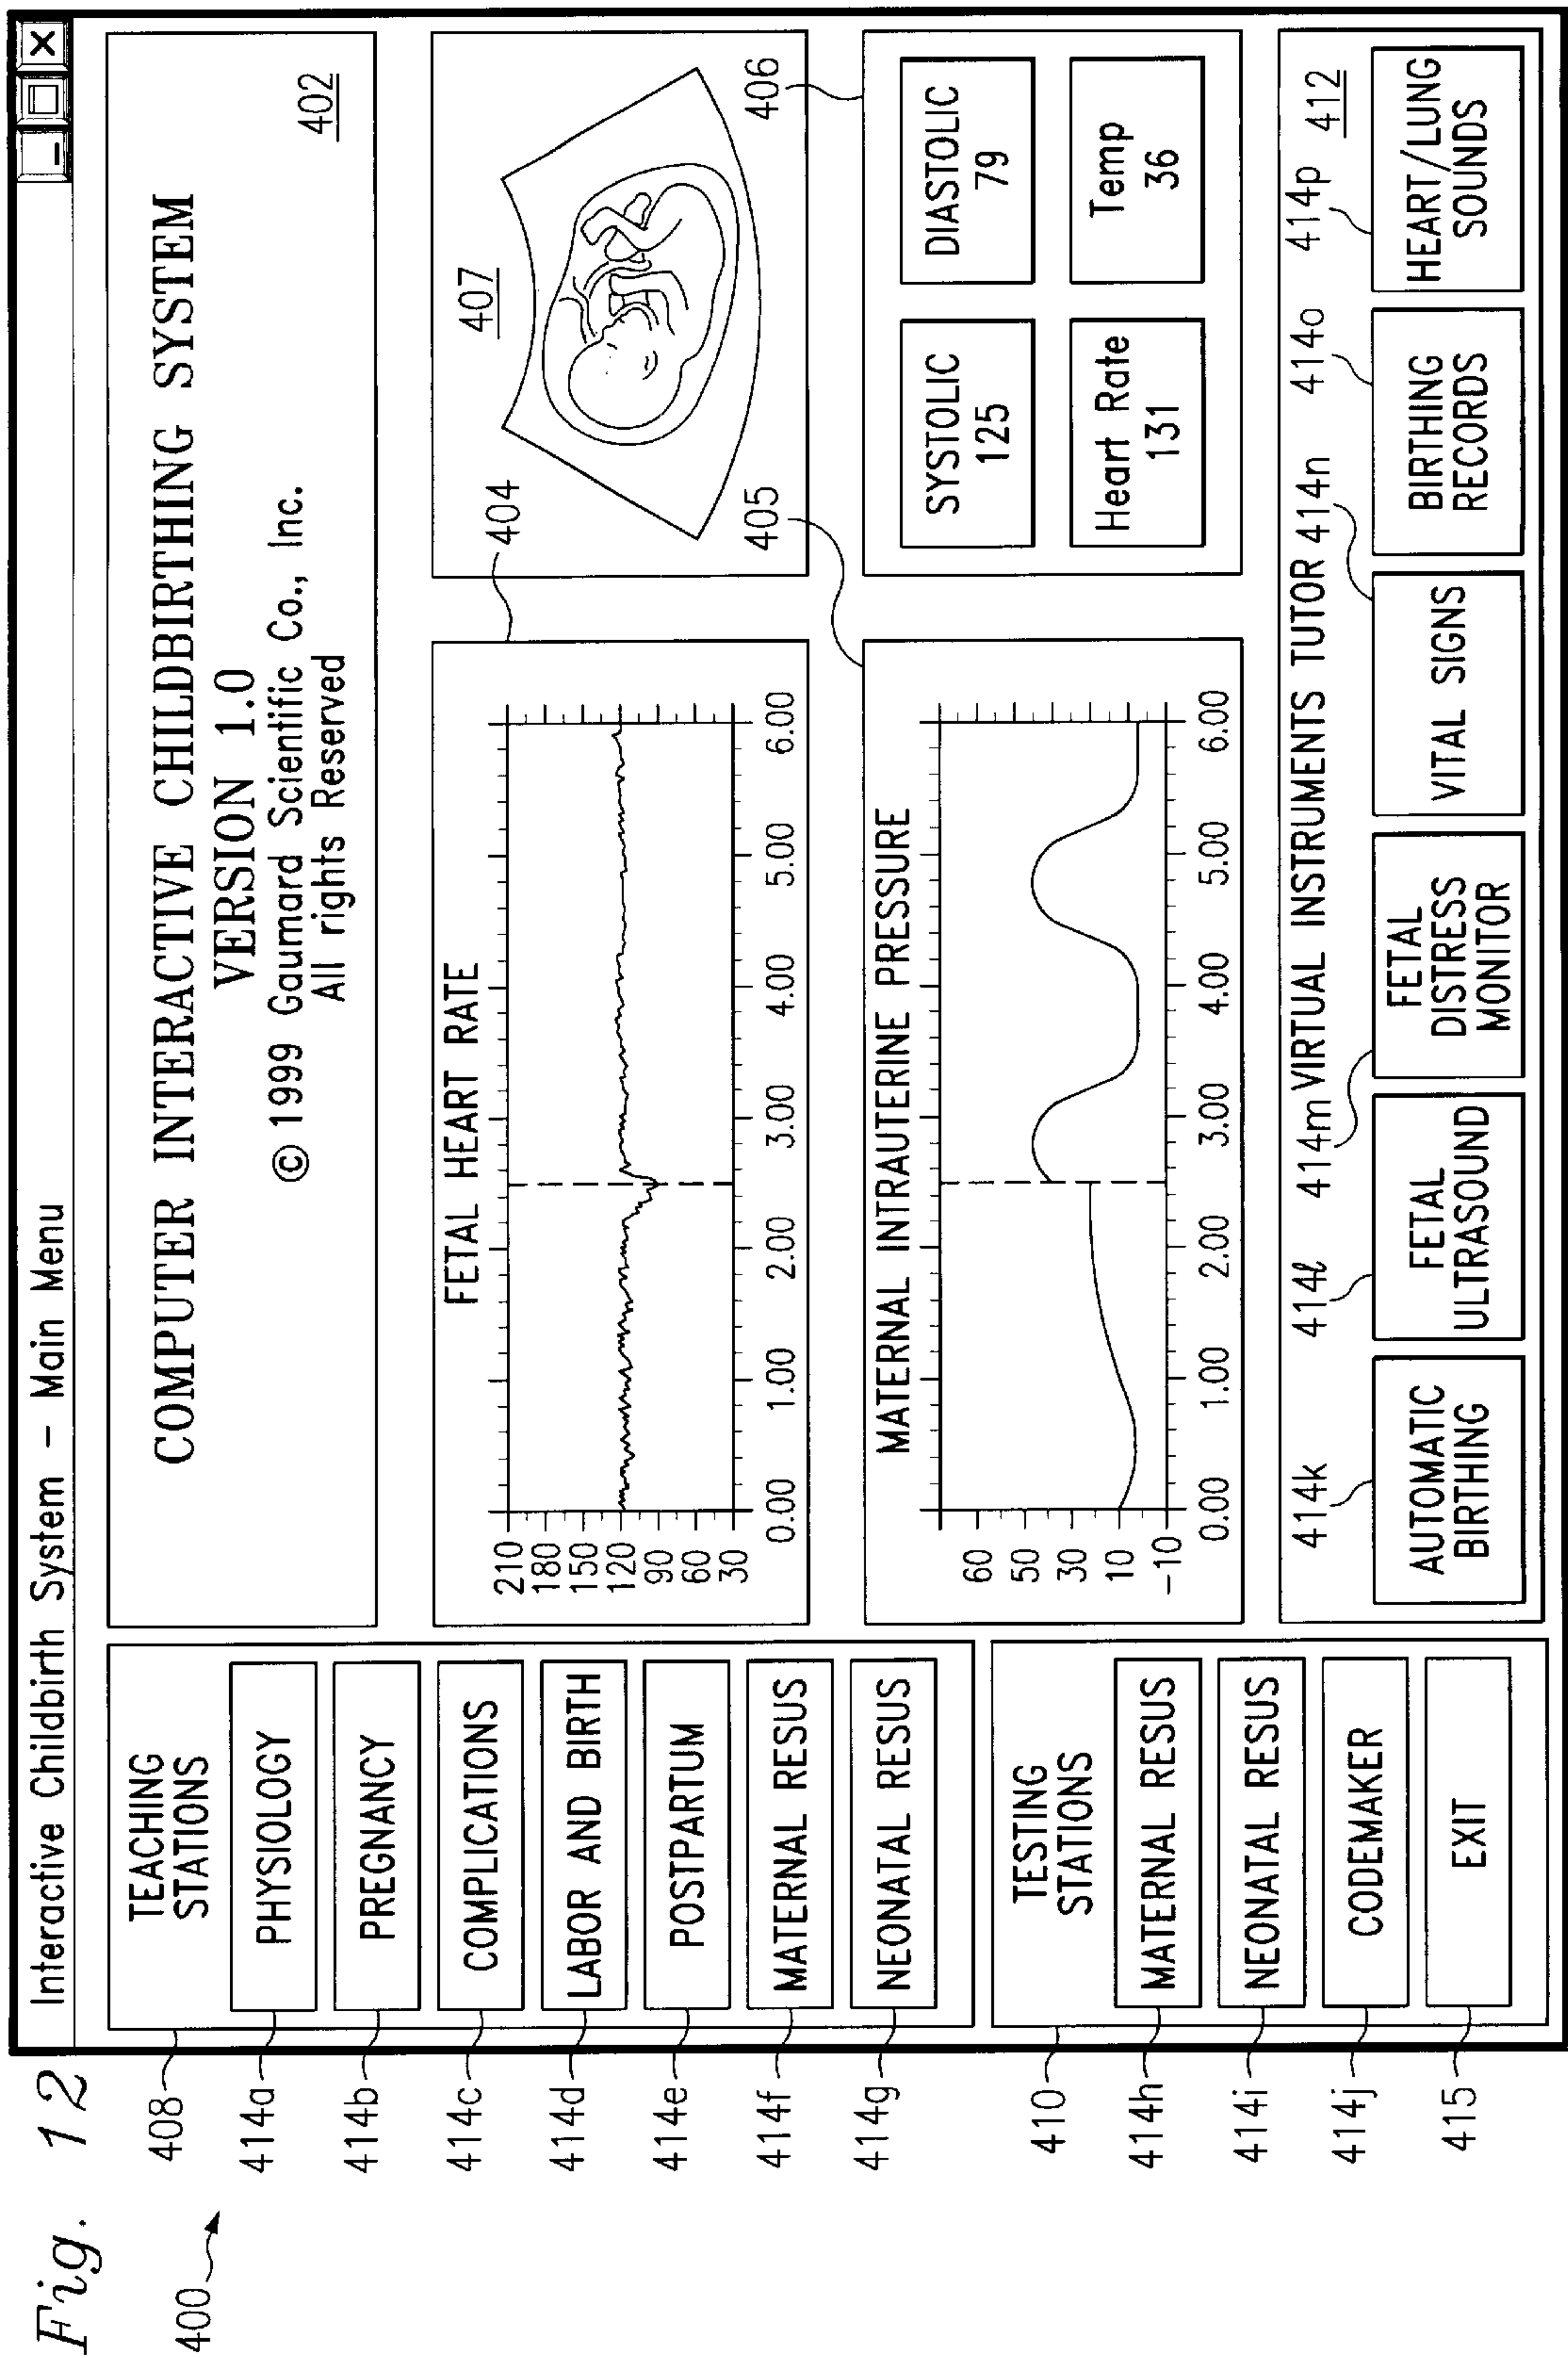 Fig. 12
400
Interactive Childbirth System - Main Menu
408
TEACHING
STATIONS
414a
PHYSIOLOGY
414b
PREGNANCY
414c
COMPLICATIONS
414d
LABOR AND BIRTH
414e
POSTPARTUM
414f
MATERNAL RESUS
414g
NEONATAL RESUS
410
TESTING
STATIONS
414h
MATERNAL RESUS
414i
NEONATAL RESUS
414j
CODEMAKER
415
EXIT
COMPUTER INTERACTIVE CHILDBIRTHING SYSTEM
VERSION 1.0
© 1999 Gaumard Scientific Co., Inc.
All rights Reserved
402
FETAL HEART RATE
404
210
180
150
120
90
60
30
0.00 1.00 2.00 3.00 4.00 5.00 6.00
407
MATERNAL INTRAUTERINE PRESSURE
405
60
50
30
10
-10
0.00 1.00 2.00 3.00 4.00 5.00 6.00
406
SYSTOLIC
125
DIASTOLIC
79
Heart Rate
131
Temp
36
VIRTUAL INSTRUMENTS TUTOR
412
414k
AUTOMATIC
BIRTHING
414l
FETAL
ULTRASOUND
414m
FETAL
DISTRESS
MONITOR
414n
VITAL SIGNS
414o
BIRTHING
RECORDS
414p
HEART/LUNG
SOUNDS